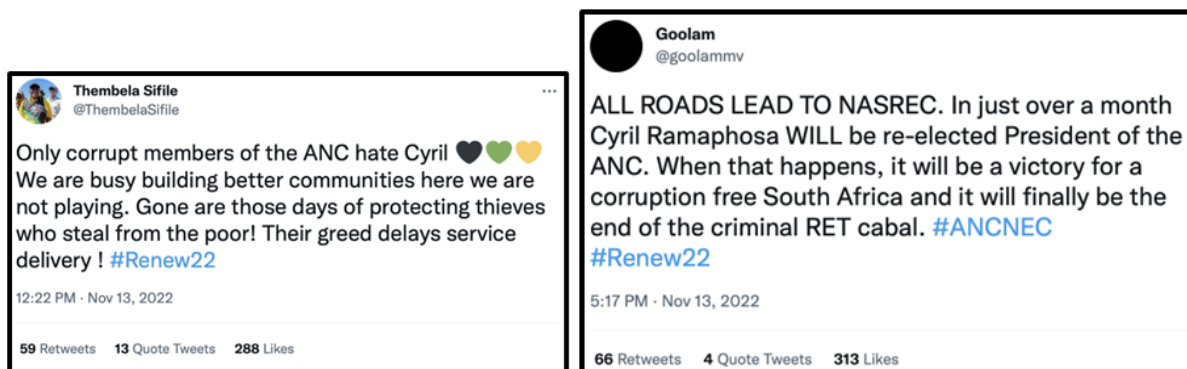 Thembela Sifile
@ThembelaSifile
Only corrupt members of the ANC hate Cyril 🖤💚💛
We are busy building better communities here we are
not playing. Gone are those days of protecting thieves
who steal from the poor! Their greed delays service
delivery ! #Renew22
12:22 PM · Nov 13, 2022
59 Retweets 13 Quote Tweets 288 Likes
Goolam
@goolammv
ALL ROADS LEAD TO NASREC. In just over a month
Cyril Ramaphosa WILL be re-elected President of the
ANC. When that happens, it will be a victory for a
corruption free South Africa and it will finally be the
end of the criminal RET cabal. #ANCNEC
#Renew22
5:17 PM · Nov 13, 2022
66 Retweets 4 Quote Tweets 313 Likes